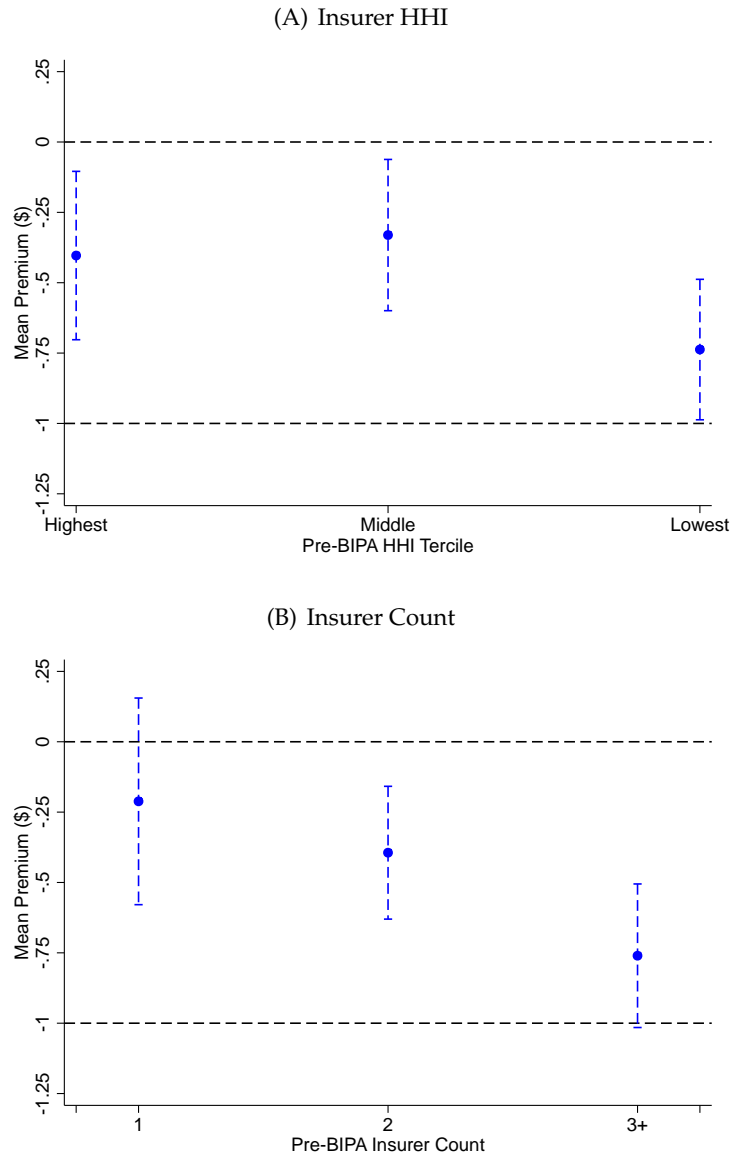 (A) Insurer HHI
.25
0
-.25
-.5
-.75
-1
-1.25
Mean Premium ($)
Highest
Middle
Lowest
Pre-BIPA HHI Tercile
(B) Insurer Count
.25
0
-.25
-.5
-.75
-1
-1.25
Mean Premium ($)
1
2
3+
Pre-BIPA Insurer Count